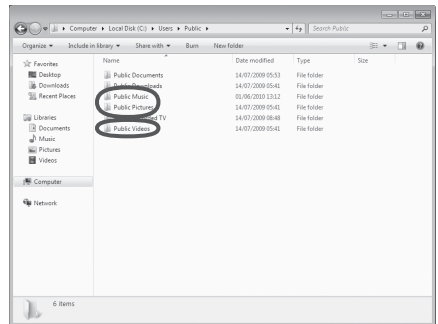 Computer Local Disk (C:) Users Public Search Public
Organize Include in library Share with Burn New folder
Favorites
Desktop
Downloads
Recent Places
Libraries
Documents
Music
Pictures
Videos
Computer
Network
Name Date modified Type Size
Public Documents 14/07/2009 05:53 File folder
Public Downloads 14/07/2009 05:41 File folder
Public Music 01/06/2010 13:12 File folder
Public Pictures 14/07/2009 05:41 File folder
TV 14/07/2009 08:48 File folder
Public Videos 14/07/2009 05:41 File folder
6 items